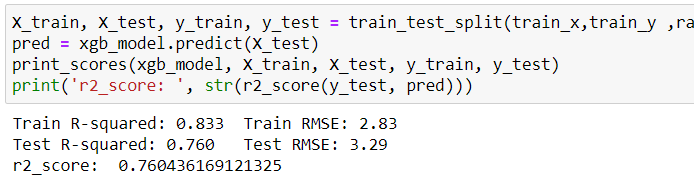 X_train, X_test, y_train, y_test = train_test_split(train_x,train_y ,ra
pred = xgb_model.predict(X_test)
print_scores(xgb_model, X_train, X_test, y_train, y_test)
print('r2_score: ', str(r2_score(y_test, pred)))
Train R-squared: 0.833  Train RMSE: 2.83
Test R-squared: 0.760   Test RMSE: 3.29
r2_score:  0.760436169121325